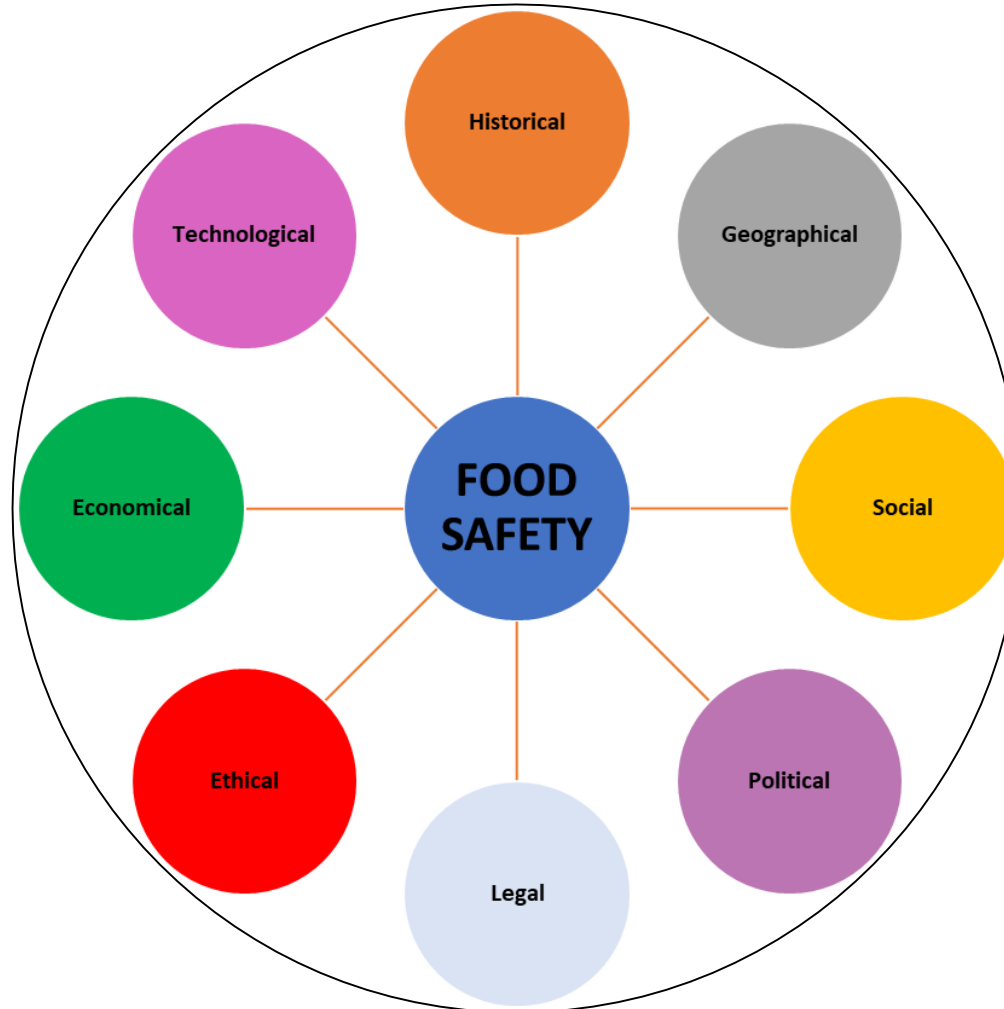 Historical
Technological
Geographical
FOOD
SAFETY
Economical
Social
Ethical
Political
Legal